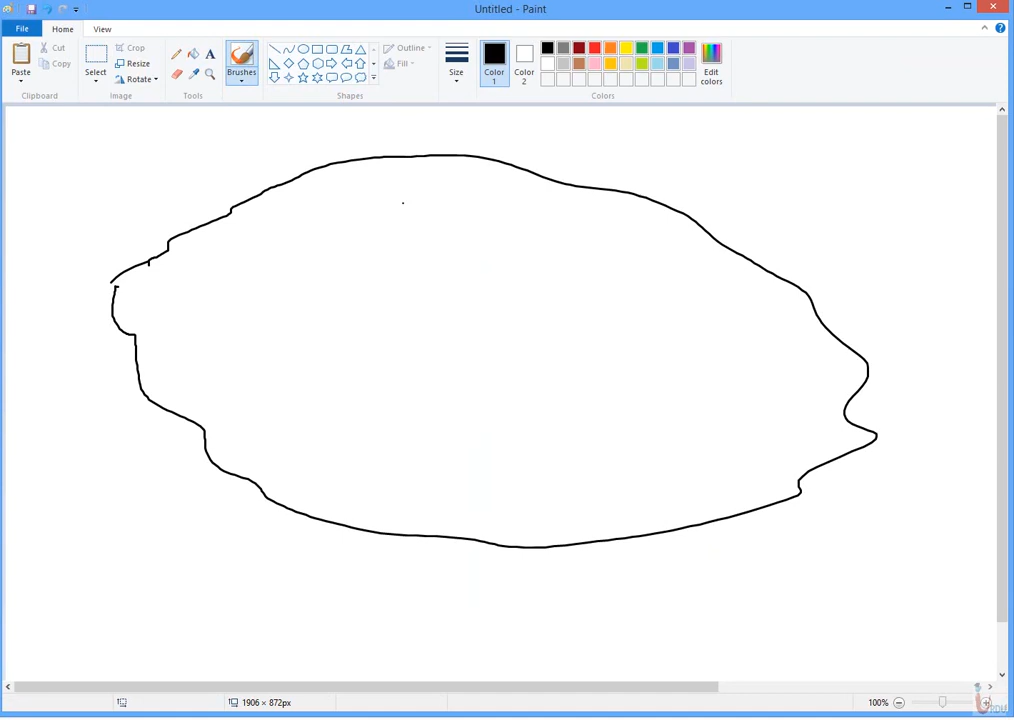 Untitled - Paint
File Home View
Paste
Cut
Copy
Clipboard
Select
Crop
Resize
Rotate
Image
A
Tools
Brushes
Outline
Fill
Shapes
Size
Color 1
Color 2
Edit colors
Colors
1906 × 872px
100%
URDU